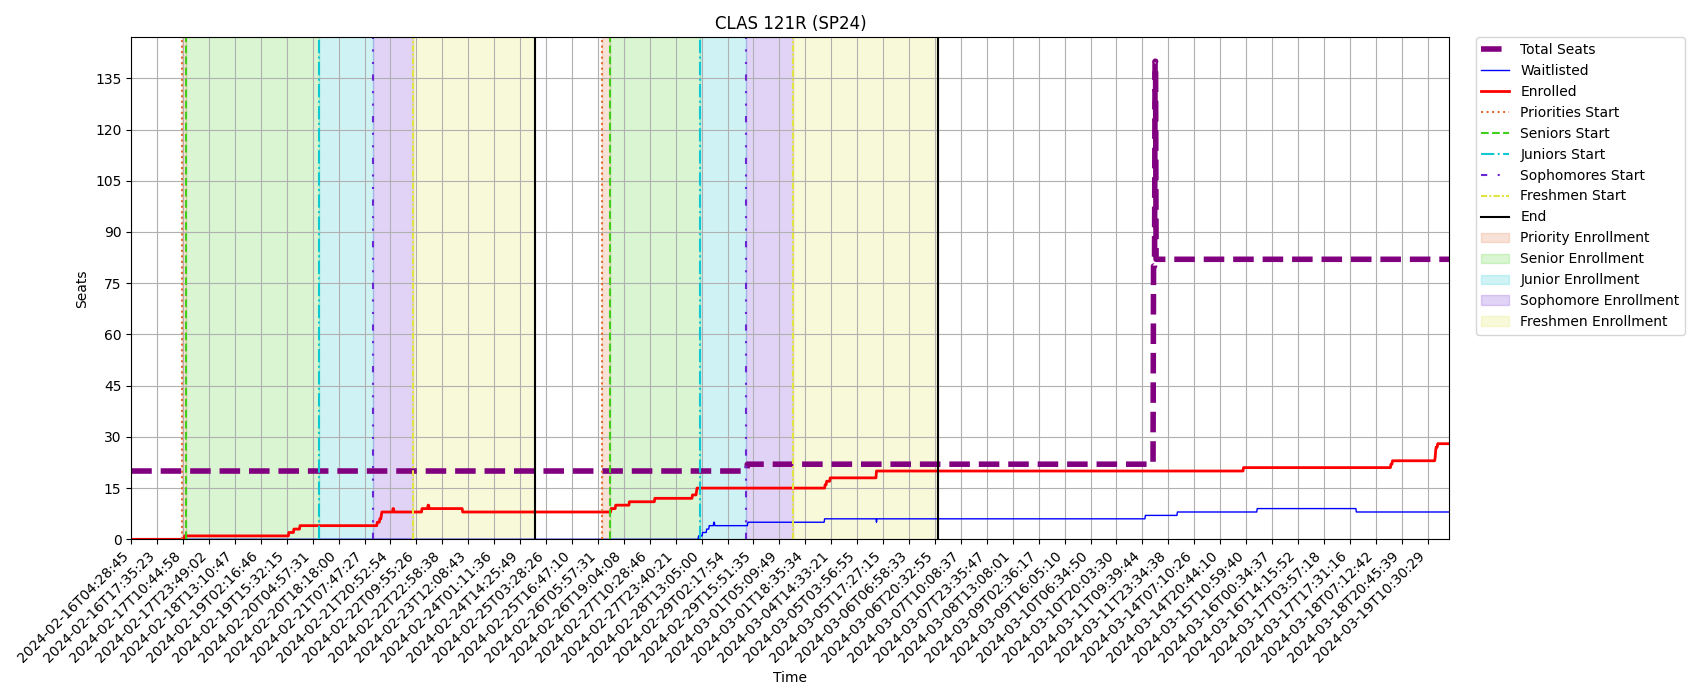 CLAS 121R (SP24)
Seats
135
120
105
90
75
60
45
30
15
0
2024-02-16T04:28:45
2024-02-16T17:35:23
2024-02-17T10:44:58
2024-02-17T23:49:02
2024-02-18T13:10:47
2024-02-19T02:16:46
2024-02-19T15:32:15
2024-02-20T04:57:31
2024-02-20T18:18:00
2024-02-21T07:47:27
2024-02-21T20:52:54
2024-02-22T09:55:26
2024-02-22T22:58:38
2024-02-23T12:08:43
2024-02-24T01:11:36
2024-02-24T14:25:49
2024-02-25T03:28:26
2024-02-25T16:47:10
2024-02-26T05:57:31
2024-02-26T19:04:08
2024-02-27T10:28:46
2024-02-27T23:40:21
2024-02-28T13:05:00
2024-02-29T02:17:54
2024-02-29T15:51:35
2024-03-01T05:09:49
2024-03-01T18:35:34
2024-03-04T14:33:21
2024-03-05T03:56:55
2024-03-05T17:27:15
2024-03-06T06:58:33
2024-03-06T20:32:55
2024-03-07T10:08:37
2024-03-07T23:35:47
2024-03-08T13:08:01
2024-03-09T02:36:17
2024-03-09T16:05:10
2024-03-10T06:34:50
2024-03-10T20:03:30
2024-03-11T09:39:44
2024-03-11T23:34:38
2024-03-14T07:10:26
2024-03-14T20:44:10
2024-03-15T10:59:40
2024-03-16T00:34:37
2024-03-16T14:15:52
2024-03-17T03:57:18
2024-03-17T17:31:16
2024-03-18T07:12:42
2024-03-18T20:45:39
2024-03-19T10:30:29
Time
Total Seats
Waitlisted
Enrolled
Priorities Start
Seniors Start
Juniors Start
Sophomores Start
Freshmen Start
End
Priority Enrollment
Senior Enrollment
Junior Enrollment
Sophomore Enrollment
Freshmen Enrollment